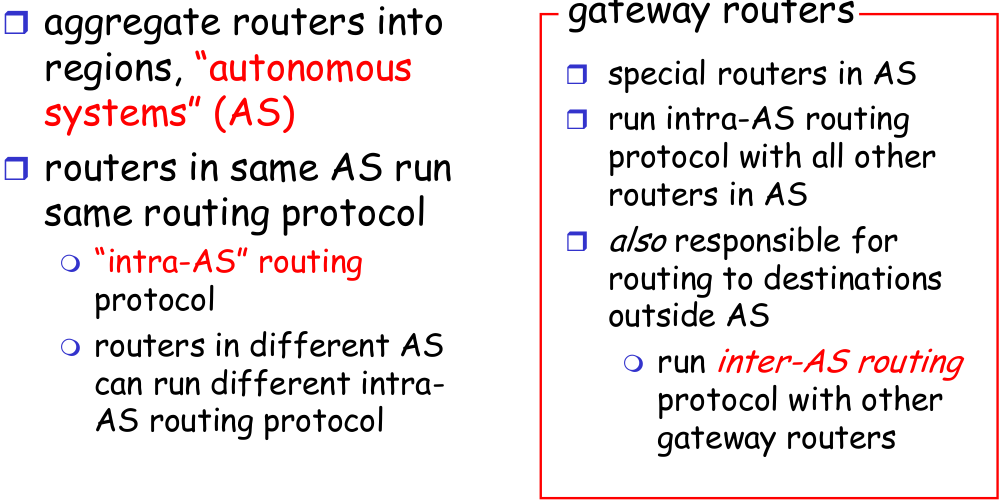 aggregate routers into
regions, “autonomous
systems” (AS)
routers in same AS run
same routing protocol
“intra-AS” routing
protocol
routers in different AS
can run different intra-
AS routing protocol
gateway routers
special routers in AS
run intra-AS routing
protocol with all other
routers in AS
also responsible for
routing to destinations
outside AS
run inter-AS routing
protocol with other
gateway routers